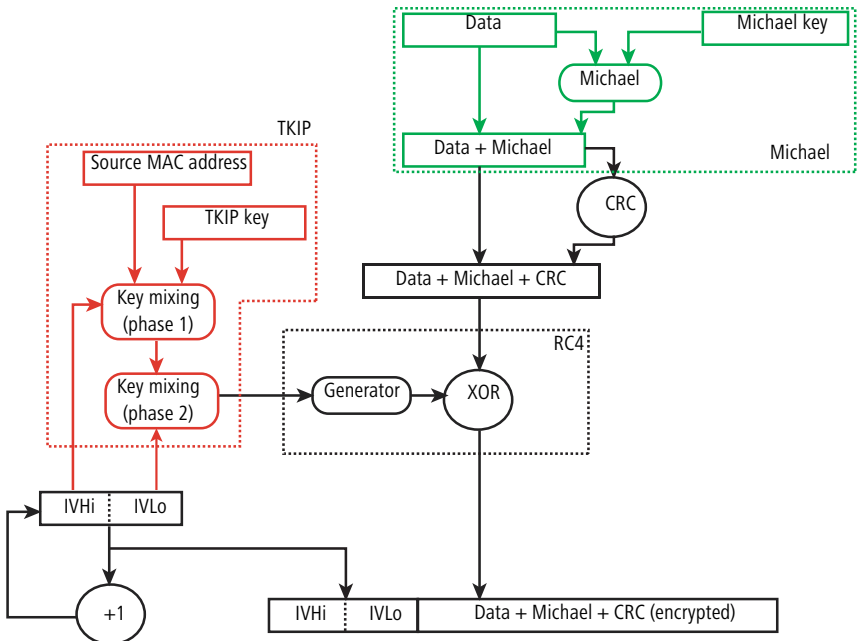 Data
Michael key
Michael
TKIP
Data + Michael
Michael
Source MAC address
CRC
TKIP key
Data + Michael + CRC
Key mixing
(phase 1)
RC4
Key mixing
(phase 2)
Generator
XOR
IVHi
IVLo
+1
IVHi
IVLo
Data + Michael + CRC (encrypted)